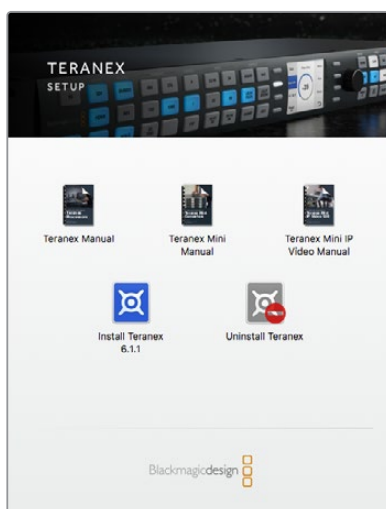 TERANEX
SETUP
Teranex Manual
Teranex Mini
Manual
Teranex Mini IP
Video Manual
Install Teranex
6.1.1
Uninstall Teranex
Blackmagicdesign